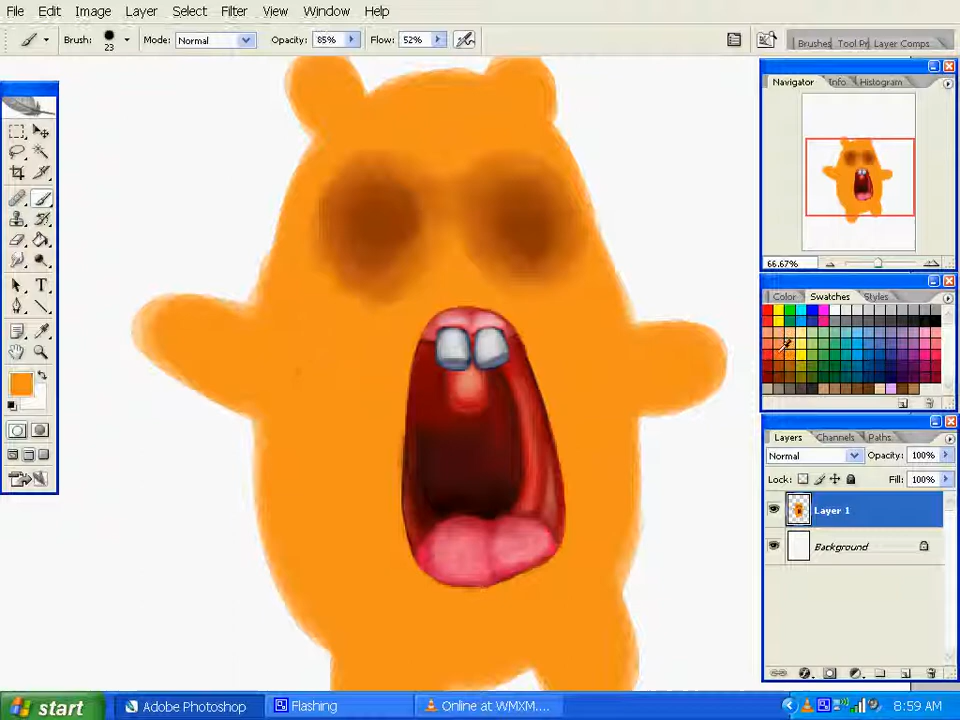 File Edit Image Layer Select Filter View Window Help
Brush: 23 Mode: Normal Opacity: 85% Flow: 52% Brushes Tool Pr Layer Comps
Navigator Info Histogram
66.67%
Color Swatches Styles
Layers Channels Paths
Normal Opacity: 100%
Lock: Fill: 100%
Layer 1
Background
start Adobe Photoshop Flashing Online at WMXM.... 8:59 AM